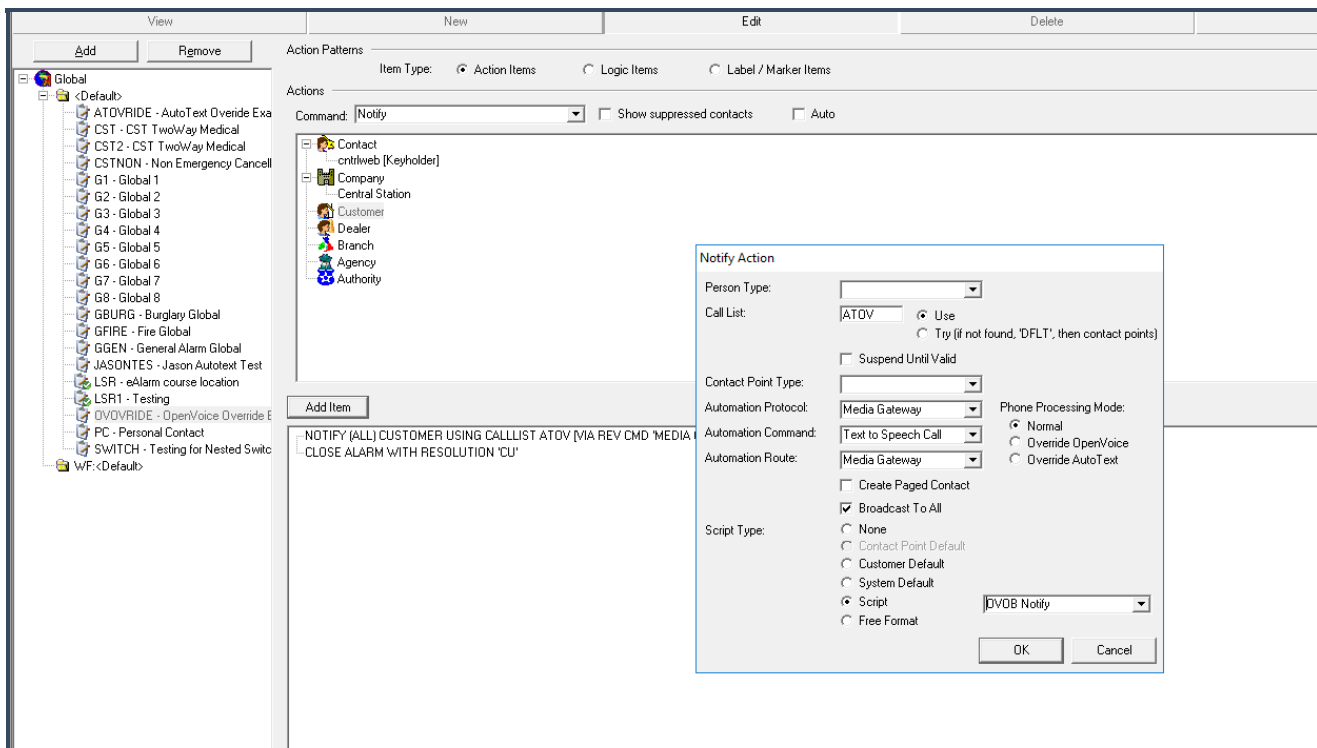 View New Edit Delete
Add Remove
Global
<Default>
ATOVRIDE - AutoText Overide Exa
CST - CST TwoWay Medical
CST2 - CST TwoWay Medical
CSTNON - Non Emergency Cancell
G1 - Global 1
G2 - Global 2
G3 - Global 3
G4 - Global 4
G5 - Global 5
G6 - Global 6
G7 - Global 7
G8 - Global 8
GBURG - Burglary Global
GFIRE - Fire Global
GGEN - General Alarm Global
JASONTES - Jason Autotext Test
LSR - eAlarm course location
LSR1 - Testing
OVOVRIDE - OpenVoice Override E
PC - Personal Contact
SWITCH - Testing for Nested Switc
WF:<Default>
Action Patterns
Item Type: Action Items Logic Items Label / Marker Items
Actions
Command: Notify Show suppressed contacts Auto
Contact
cntrlweb [Keyholder]
Company
Central Station
Customer
Dealer
Branch
Agency
Authority
Add Item
NOTIFY (ALL) CUSTOMER USING CALLLIST ATOV [VIA REV CMD 'MEDIA
CLOSE ALARM WITH RESOLUTION 'CU'
Notify Action
Person Type:
Call List: ATOV Use
Try (if not found, 'DFLT', then contact points)
Suspend Until Valid
Contact Point Type:
Automation Protocol: Media Gateway
Automation Command: Text to Speech Call
Automation Route: Media Gateway
Phone Processing Mode:
Normal
Override OpenVoice
Override AutoText
Create Paged Contact
Broadcast To All
Script Type: None
Contact Point Default
Customer Default
System Default
Script OVOB Notify
Free Format
OK Cancel